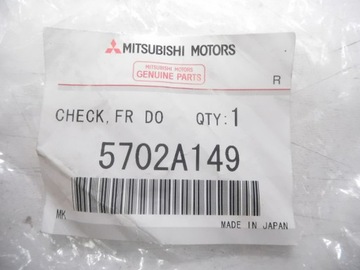 MITSUBISHI MOTORS
MITSUBISHI MOTORS
GENUINE PARTS
R
CHECK, FR DO QTY:1
5702A149
MK
MADE IN JAPAN